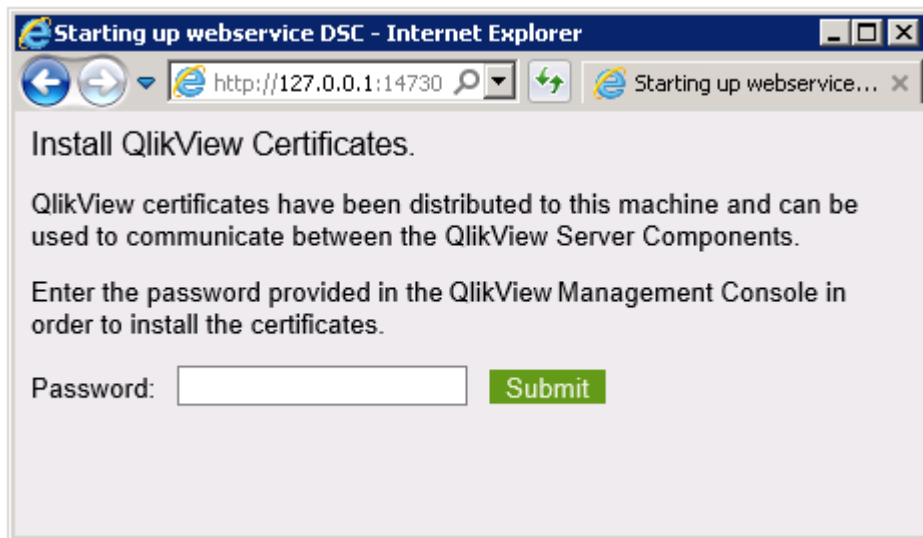 Starting up webservice DSC - Internet Explorer
http://127.0.0.1:14730 Starting up webservice...
Install QlikView Certificates.
QlikView certificates have been distributed to this machine and can be
used to communicate between the QlikView Server Components.
Enter the password provided in the QlikView Management Console in
order to install the certificates.
Password: Submit